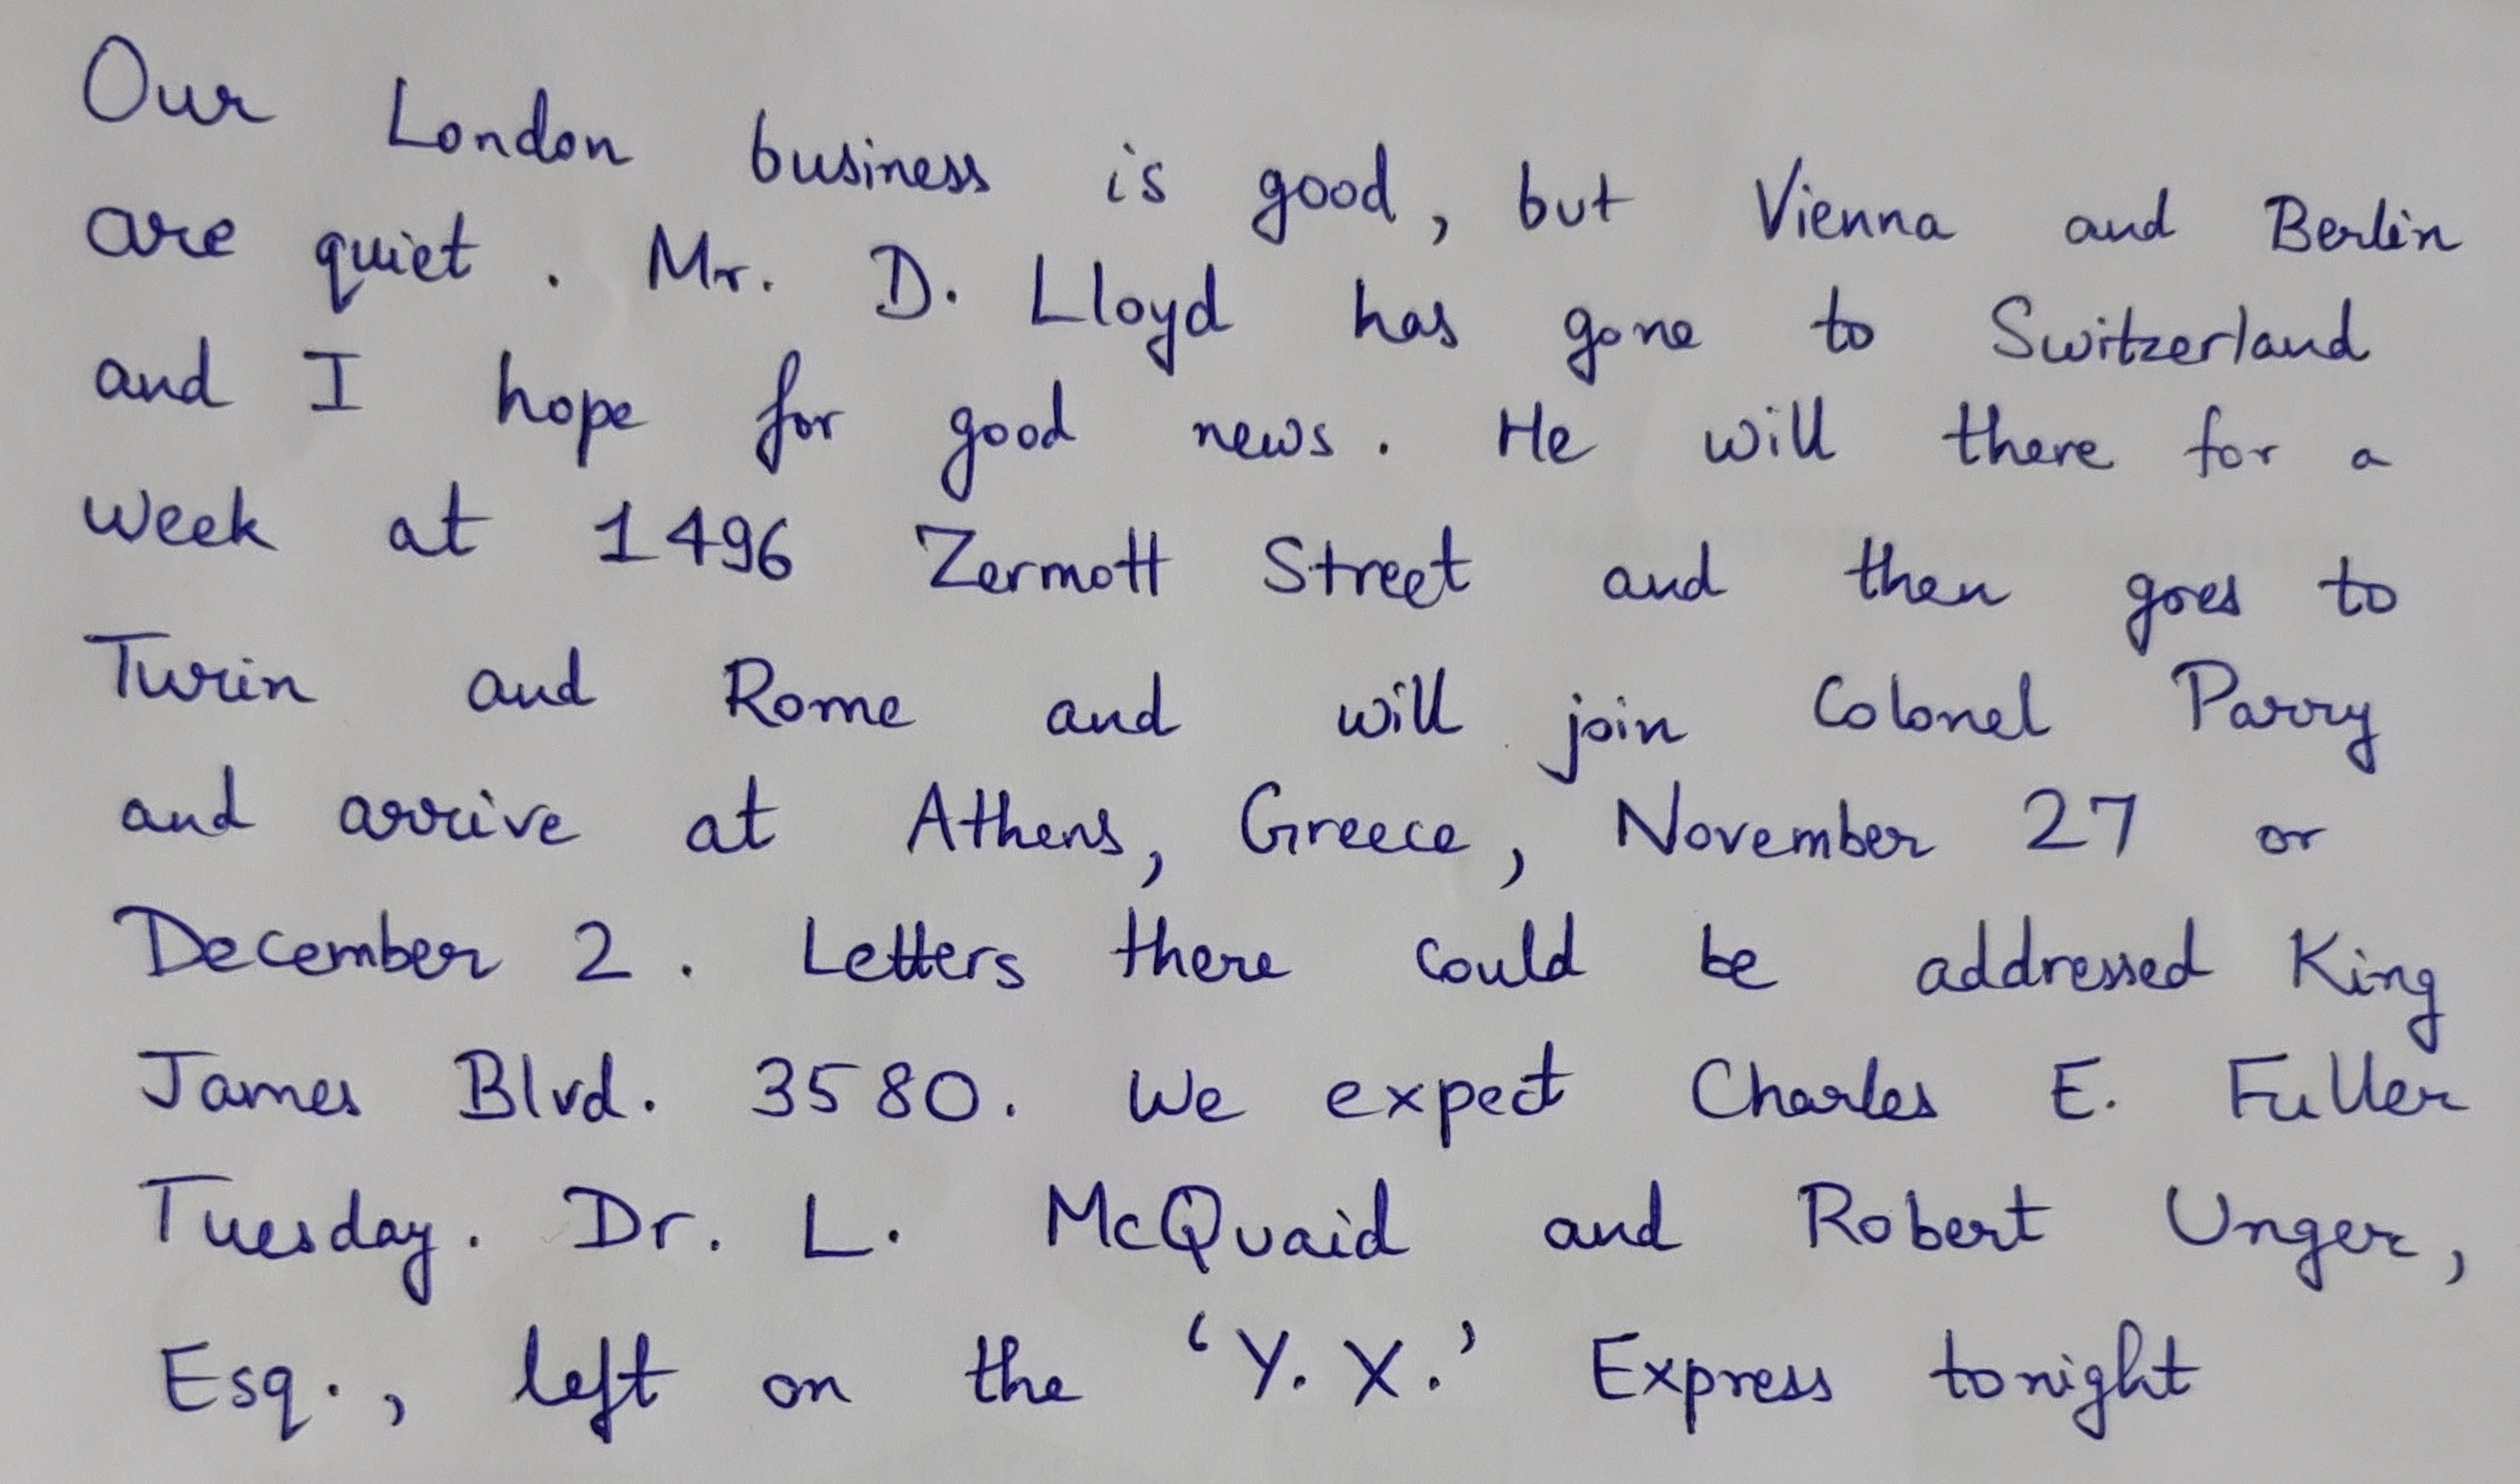 Our London business is good, but Vienna and Berlin
are quiet. Mr. D. Lloyd has gone to Switzerland
and I hope for good news. He will there for a
week at 1496 Zermott Street and then goes to
Turin and Rome and will join Colonel Parry
and arrive at Athens, Greece, November 27 or
December 2. Letters there could be addressed King
James Blvd. 3580. We expect Charles E. Fuller
Tuesday. Dr. L. McQuaid and Robert Unger,
Esq., left on the 'Y. X.' Express tonight